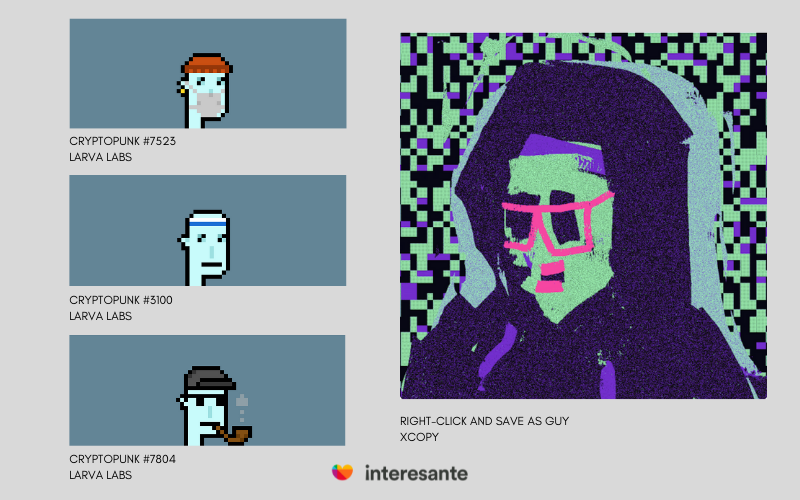 CRYPTOPUNK #7523
LARVA LABS
CRYPTOPUNK #3100
LARVA LABS
CRYPTOPUNK #7804
LARVA LABS
RIGHT-CLICK AND SAVE AS GUY
XCOPY
interesante